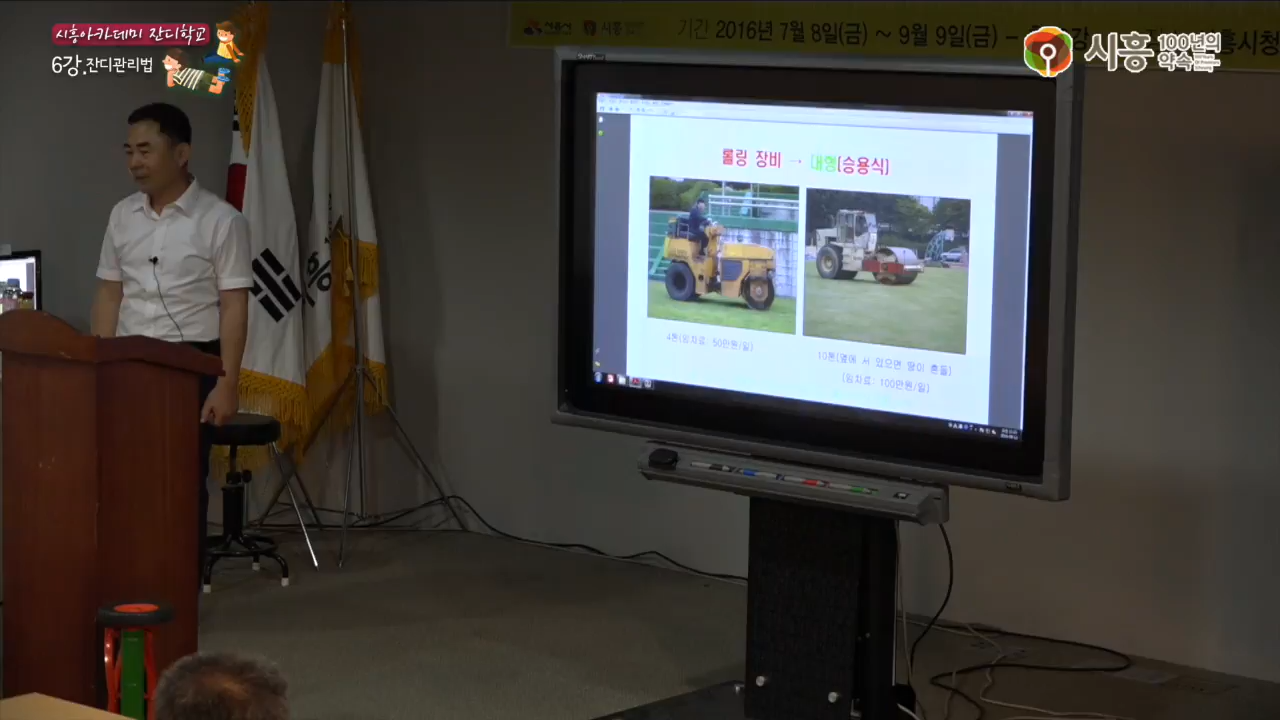 시흥아카데미 잔디학교
6강.잔디관리법
기간 2016년 7월 8일(금) ~ 9월 9일(금)
시흥 100년의
약속
시흥시청
롤링 장비 → 대형(승용식)
4톤(임차료: 50만원/일)
10톤(옆에 서 있으면 땅이 흔들)
(임차료: 100만원/일)